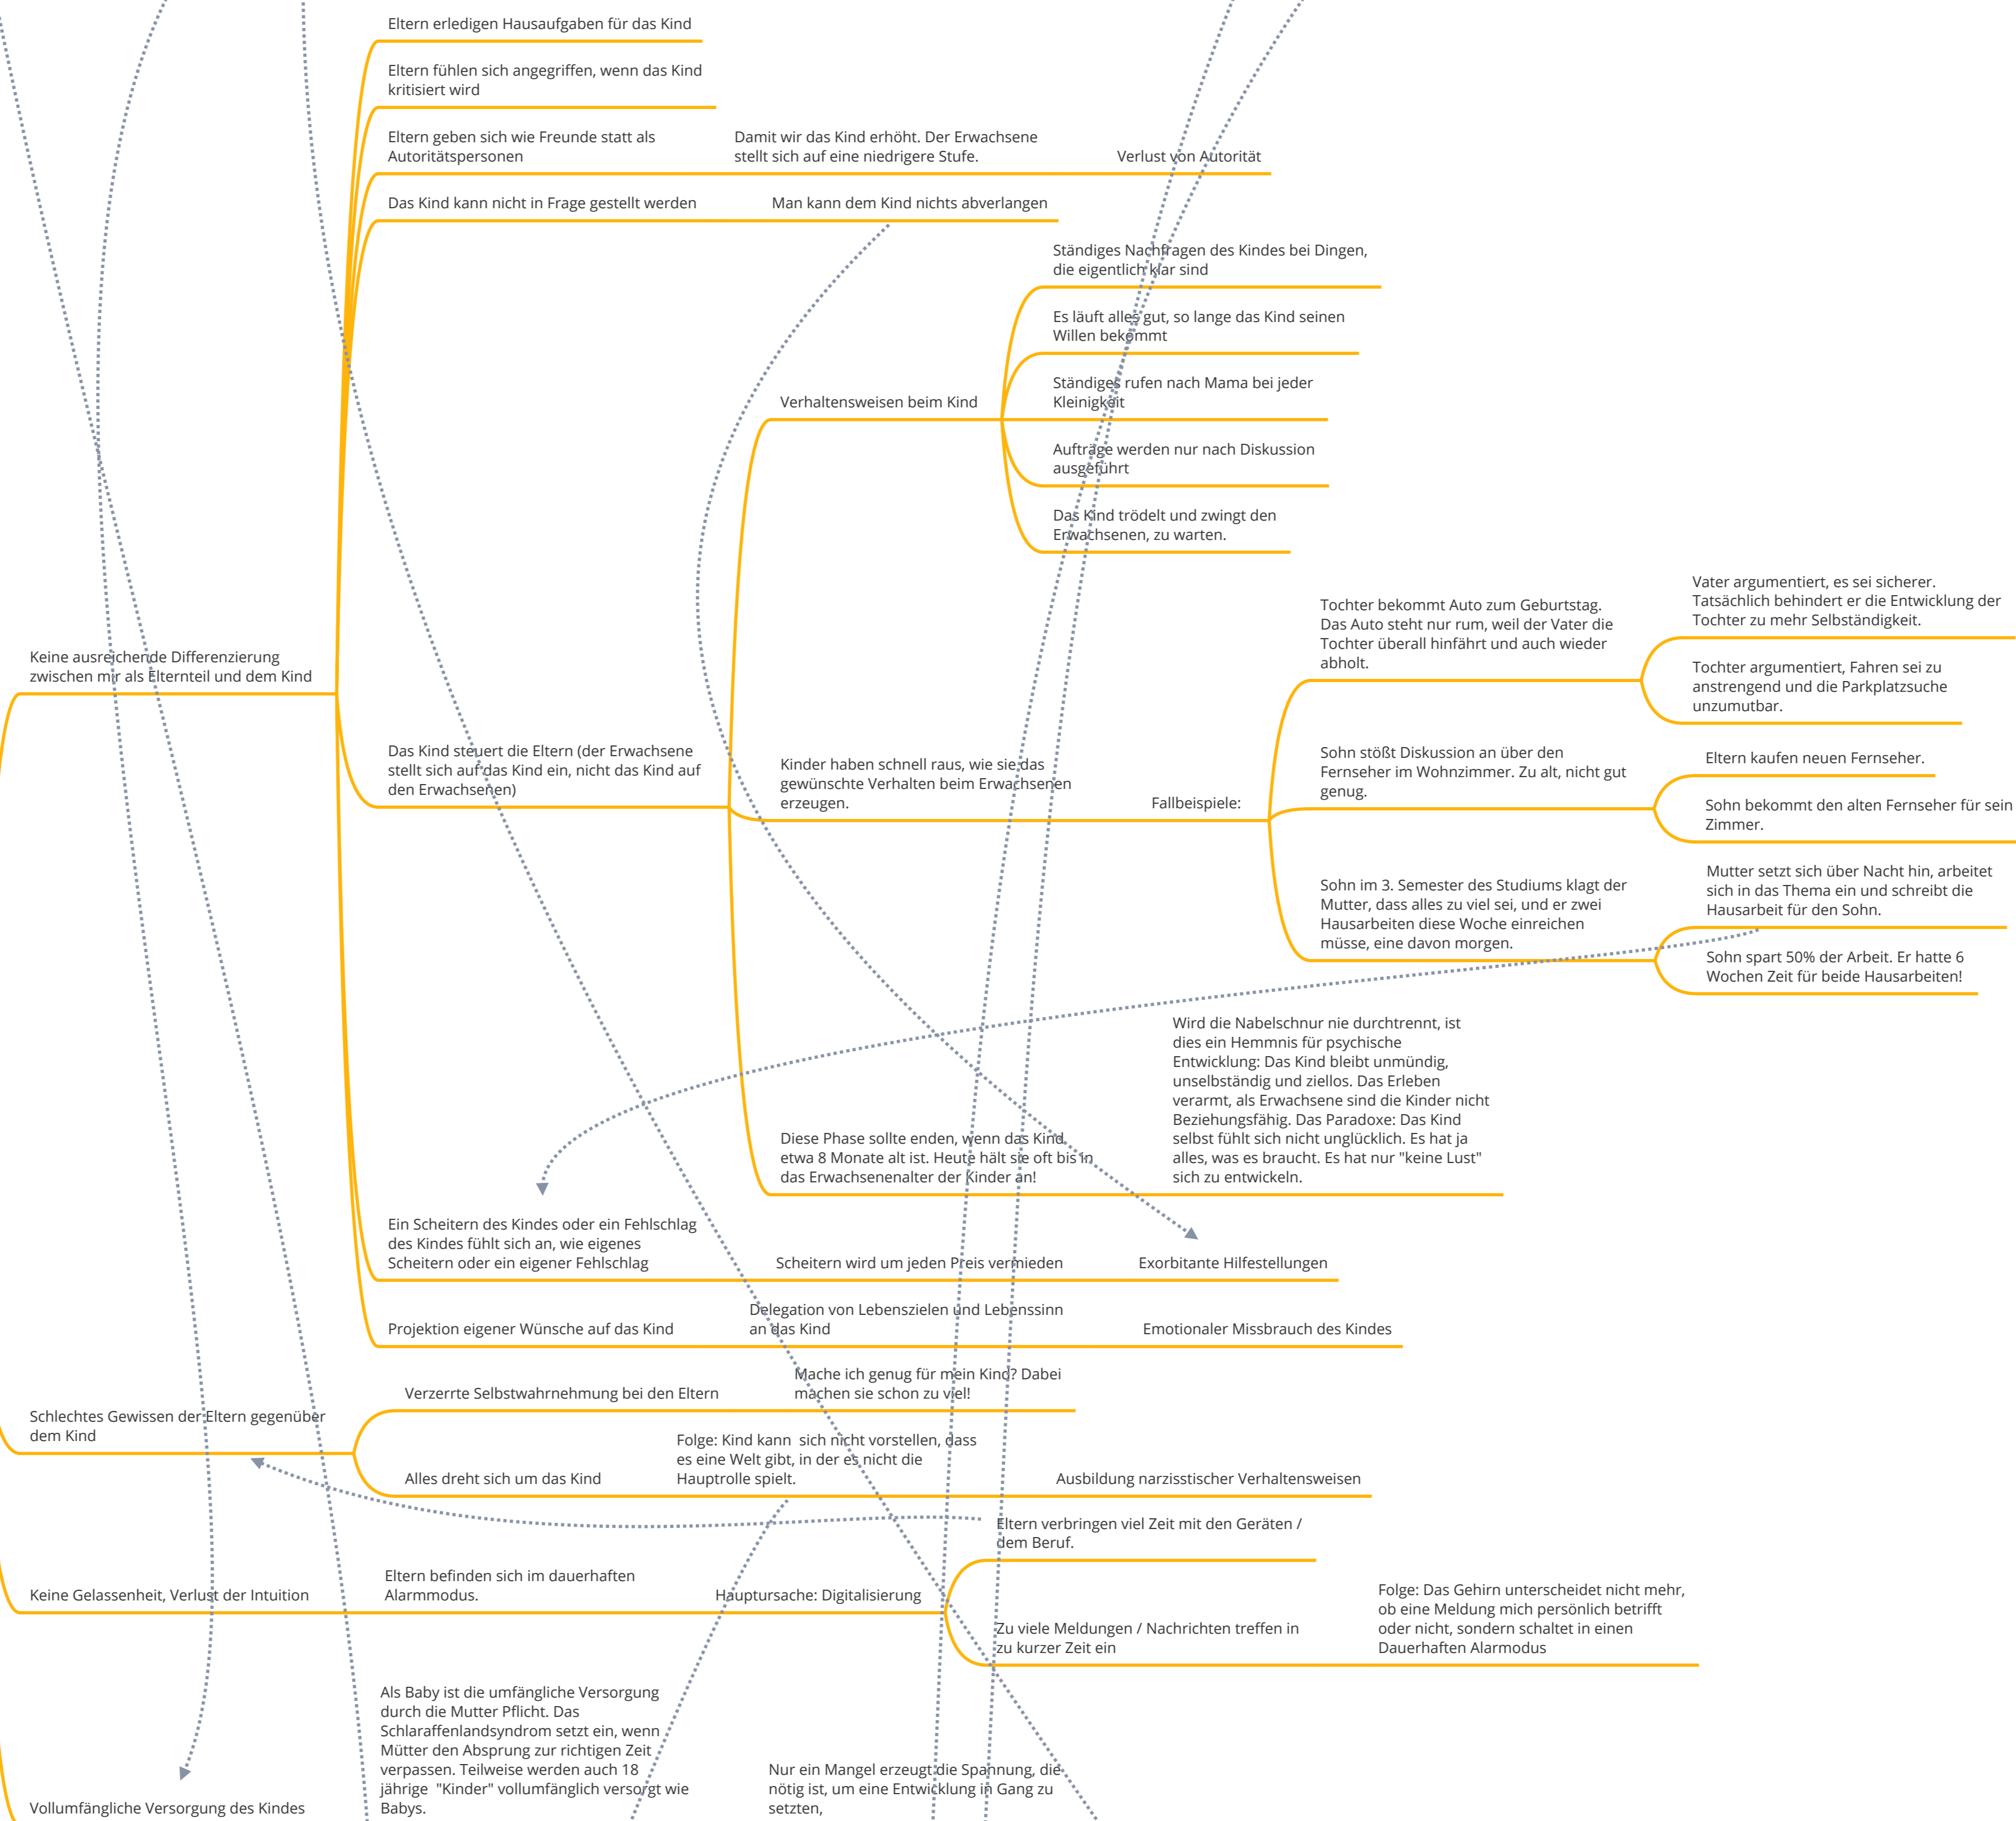 Eltern erledigen Hausaufgaben für das Kind
Eltern fühlen sich angegriffen, wenn das Kind
kritisiert wird
Eltern geben sich wie Freunde statt als
Autoritätspersonen
Damit wir das Kind erhöht. Der Erwachsene
stellt sich auf eine niedrigere Stufe.
Verlust von Autorität
Das Kind kann nicht in Frage gestellt werden
Man kann dem Kind nichts abverlangen
Ständiges Nachfragen des Kindes bei Dingen,
die eigentlich klar sind
Es läuft alles gut, so lange das Kind seinen
Willen bekommt
Ständiges rufen nach Mama bei jeder
Kleinigkeit
Verhaltensweisen beim Kind
Aufträge werden nur nach Diskussion
ausgeführt
Das Kind trödelt und zwingt den
Erwachsenen, zu warten.
Keine ausreichende Differenzierung
zwischen mir als Elternteil und dem Kind
Das Kind steuert die Eltern (der Erwachsene
stellt sich auf das Kind ein, nicht das Kind auf
den Erwachsenen)
Kinder haben schnell raus, wie sie das
gewünschte Verhalten beim Erwachsenen
erzeugen.
Fallbeispiele:
Tochter bekommt Auto zum Geburtstag.
Das Auto steht nur rum, weil der Vater die
Tochter überall hinfährt und auch wieder
abholt.
Vater argumentiert, es sei sicherer.
Tatsächlich behindert er die Entwicklung der
Tochter zu mehr Selbständigkeit.
Tochter argumentiert, Fahren sei zu
anstrengend und die Parkplatzsuche
unzumutbar.
Sohn stößt Diskussion an über den
Fernseher im Wohnzimmer. Zu alt, nicht gut
genug.
Eltern kaufen neuen Fernseher.
Sohn bekommt den alten Fernseher für sein
Zimmer.
Sohn im 3. Semester des Studiums klagt der
Mutter, dass alles zu viel sei, und er zwei
Hausarbeiten diese Woche einreichen
müsse, eine davon morgen.
Mutter setzt sich über Nacht hin, arbeitet
sich in das Thema ein und schreibt die
Hausarbeit für den Sohn.
Sohn spart 50% der Arbeit. Er hatte 6
Wochen Zeit für beide Hausarbeiten!
Diese Phase sollte enden, wenn das Kind
etwa 8 Monate alt ist. Heute hält sie oft bis in
das Erwachsenenalter der Kinder an!
Wird die Nabelschnur nie durchtrennt, ist
dies ein Hemmnis für psychische
Entwicklung: Das Kind bleibt unmündig,
unselbständig und ziellos. Das Erleben
verarmt, als Erwachsene sind die Kinder nicht
Beziehungsfähig. Das Paradoxe: Das Kind
selbst fühlt sich nicht unglücklich. Es hat ja
alles, was es braucht. Es hat nur "keine Lust"
sich zu entwickeln.
Ein Scheitern des Kindes oder ein Fehlschlag
des Kindes fühlt sich an, wie eigenes
Scheitern oder ein eigener Fehlschlag
Scheitern wird um jeden Preis vermieden
Exorbitante Hilfestellungen
Projektion eigener Wünsche auf das Kind
Delegation von Lebenszielen und Lebenssinn
an das Kind
Emotionaler Missbrauch des Kindes
Schlechtes Gewissen der Eltern gegenüber
dem Kind
Verzerrte Selbstwahrnehmung bei den Eltern
Mache ich genug für mein Kind? Dabei
machen sie schon zu viel!
Alles dreht sich um das Kind
Folge: Kind kann  sich nicht vorstellen, dass
es eine Welt gibt, in der es nicht die
Hauptrolle spielt.
Ausbildung narzisstischer Verhaltensweisen
Keine Gelassenheit, Verlust der Intuition
Eltern befinden sich im dauerhaften
Alarmmodus.
Hauptursache: Digitalisierung
Eltern verbringen viel Zeit mit den Geräten /
dem Beruf.
Zu viele Meldungen / Nachrichten treffen in
zu kurzer Zeit ein
Folge: Das Gehirn unterscheidet nicht mehr,
ob eine Meldung mich persönlich betrifft
oder nicht, sondern schaltet in einen
Dauerhaften Alarmodus
Vollumfängliche Versorgung des Kindes
Als Baby ist die umfängliche Versorgung
durch die Mutter Pflicht. Das
Schlaraffenlandsyndrom setzt ein, wenn
Mütter den Absprung zur richtigen Zeit
verpassen. Teilweise werden auch 18
jährige  "Kinder" vollumfänglich versorgt wie
Babys.
Nur ein Mangel erzeugt die Spannung, die
nötig ist, um eine Entwicklung in Gang zu
setzten,